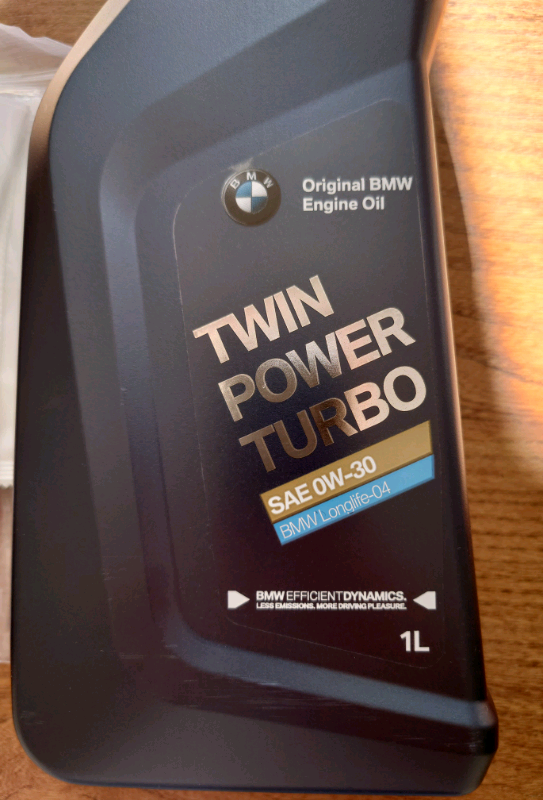 BMW
Original BMW
Engine Oil
TWIN
POWER
TURBO
SAE 0W-30
BMW Longlife-04
BMW EFFICIENTDYNAMICS.
LESS EMISSIONS. MORE DRIVING PLEASURE.
1L